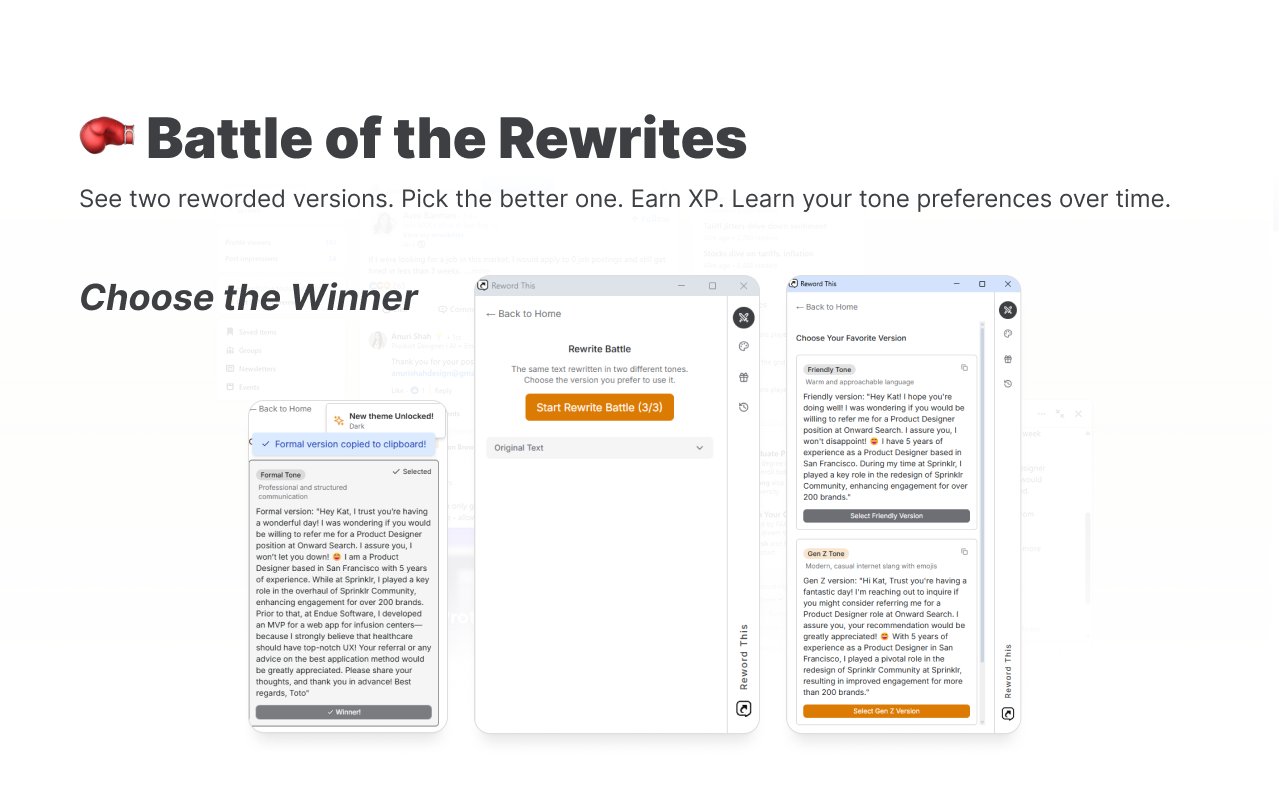 Battle of the Rewrites
See two reworded versions. Pick the better one. Earn XP. Learn your tone preferences over time.
Choose the Winner
← Back to Home
New theme Unlocked!
Dark
Formal version copied to clipboard!
Formal Tone
Selected
Professional and structured
communication
Formal version: "Hey Kat, I trust you're having
a wonderful day! I was wondering if you would
be willing to refer me for a Product Designer
position at Onward Search. I assure you, I
won't let you down! 🤩 I am a Product
Designer based in San Francisco with 5 years
of experience. While at Sprinklr, I played a key
role in the overhaul of Sprinklr Community,
enhancing engagement for over 200 brands.
Prior to that, at Endue Software, I developed
an MVP for a web app for infusion centers—
because I strongly believe that healthcare
should have top-notch UX! Your referral or any
advice on the best application method would
be greatly appreciated. Please share your
thoughts, and thank you in advance! Best
regards, Toto"
✓ Winner!
Reword This
← Back to Home
Rewrite Battle
The same text rewritten in two different tones.
Choose the version you prefer to use it.
Start Rewrite Battle (3/3)
Original Text
Reword This
Reword This
← Back to Home
Choose Your Favorite Version
Friendly Tone
Warm and approachable language
Friendly version: "Hey Kat! I hope you're
doing well! I was wondering if you would be
willing to refer me for a Product Designer
position at Onward Search. I assure you, I
won't disappoint! 🤩 I have 5 years of
experience as a Product Designer based in
San Francisco. During my time at Sprinklr, I
played a key role in the redesign of Sprinklr
Community, enhancing engagement for over
200 brands."
Select Friendly Version
Gen Z Tone
Modern, casual internet slang with emojis
Gen Z version: "Hi Kat, Trust you're having a
fantastic day! I'm reaching out to inquire if
you might consider referring me for a
Product Designer role at Onward Search. I
assure you, your recommendation would be
greatly appreciated! 🤩 With 5 years of
experience as a Product Designer in San
Francisco, I played a pivotal role in the
redesign of Sprinklr Community at Sprinklr,
resulting in improved engagement for more
than 200 brands."
Select Gen Z Version
Reword This
Saved items
Groups
Newsletters
Events
Anas Shah
Thank you for your